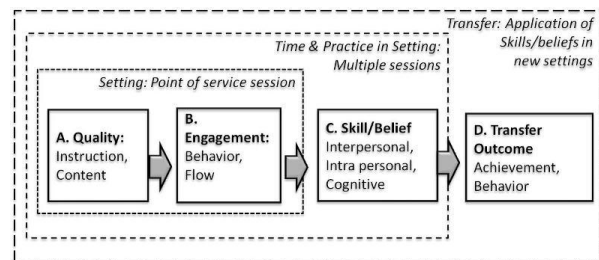 Transfer: Application of
Skills/beliefs in
new settings
Time & Practice in Setting:
Multiple sessions
Setting: Point of service session
A. Quality:
Instruction,
Content
B.
Engagement:
Behavior,
Flow
C. Skill/Belief
Interpersonal,
Intra personal,
Cognitive
D. Transfer
Outcome
Achievement,
Behavior